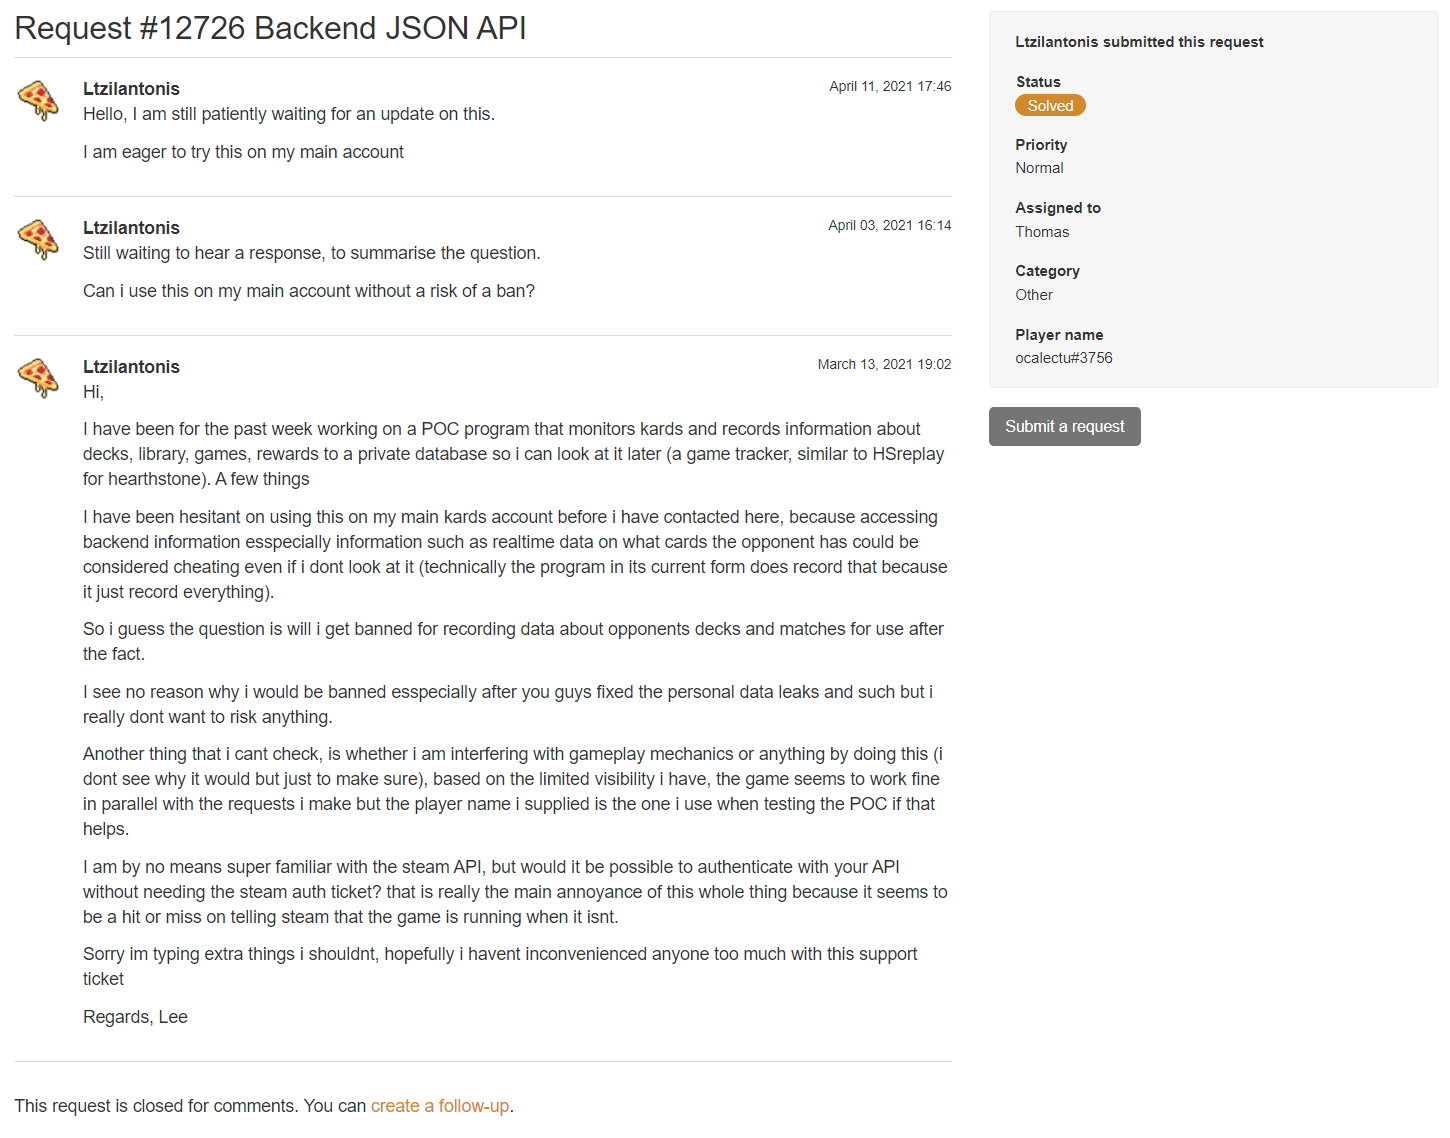 Request #12726 Backend JSON API
Ltzilantonis
April 11, 2021 17:46
Hello, I am still patiently waiting for an update on this.
I am eager to try this on my main account
Ltzilantonis
April 03, 2021 16:14
Still waiting to hear a response, to summarise the question.
Can i use this on my main account without a risk of a ban?
Ltzilantonis
March 13, 2021 19:02
Hi,
I have been for the past week working on a POC program that monitors kards and records information about
decks, library, games, rewards to a private database so i can look at it later (a game tracker, similar to HSreplay
for hearthstone). A few things
I have been hesitant on using this on my main kards account before i have contacted here, because accessing
backend information esspecially information such as realtime data on what cards the opponent has could be
considered cheating even if i dont look at it (technically the program in its current form does record that because
it just record everything).
So i guess the question is will i get banned for recording data about opponents decks and matches for use after
the fact.
I see no reason why i would be banned esspecially after you guys fixed the personal data leaks and such but i
really dont want to risk anything.
Another thing that i cant check, is whether i am interfering with gameplay mechanics or anything by doing this (i
dont see why it would but just to make sure), based on the limited visibility i have, the game seems to work fine
in parallel with the requests i make but the player name i supplied is the one i use when testing the POC if that
helps.
I am by no means super familiar with the steam API, but would it be possible to authenticate with your API
without needing the steam auth ticket? that is really the main annoyance of this whole thing because it seems to
be a hit or miss on telling steam that the game is running when it isnt.
Sorry im typing extra things i shouldnt, hopefully i havent inconvenienced anyone too much with this support
ticket
Regards, Lee
This request is closed for comments. You can create a follow-up.
Ltzilantonis submitted this request
Status
Solved
Priority
Normal
Assigned to
Thomas
Category
Other
Player name
ocalectu#3756
Submit a request